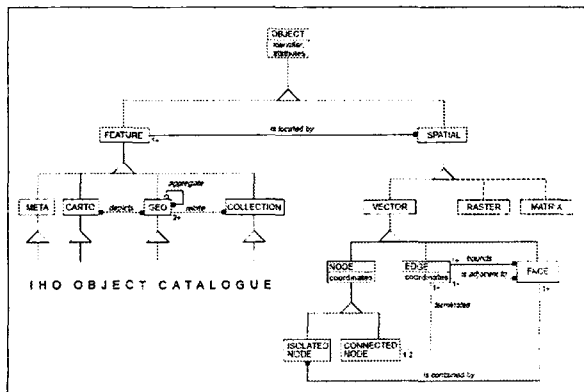 OBJECT
identifier,
attributes
is located by
FEATURE
1+
SPATIAL
aggregate
META
CARTO
depicts
GEO
relate
COLLECTION
2+
VECTOR
RASTER
MATRIX
IHO OBJECT CATALOGUE
NODE
coordinates
EDGE
coordinates
1+
bounds
is adjacent to
FACE
1+
1+
1+
terminates
ISOLATED
NODE
CONNECTED
NODE
1,2
is contained by